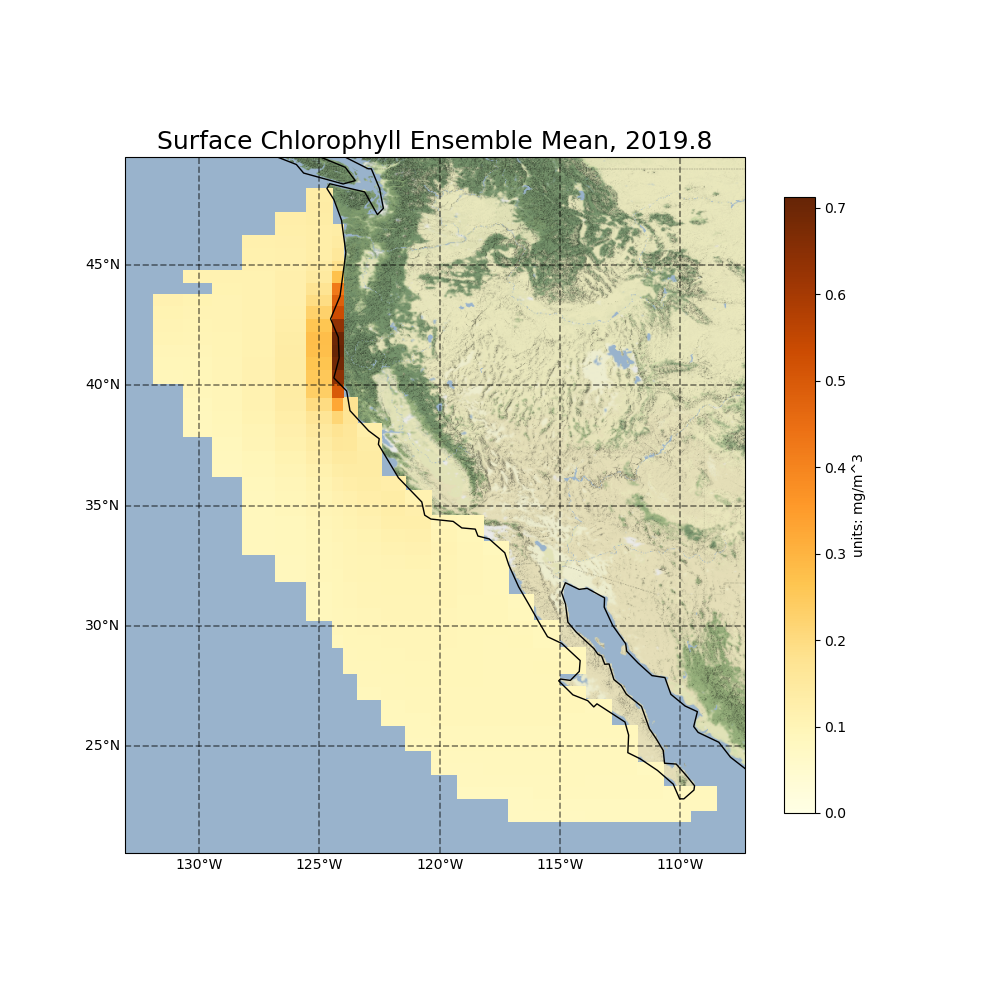 Surface Chlorophyll Ensemble Mean, 2019.8
45°N
40°N
35°N
30°N
25°N
130°W
125°W
120°W
115°W
110°W
0.7
0.6
0.5
0.4
0.3
0.2
0.1
0.0
units: mg/m^3